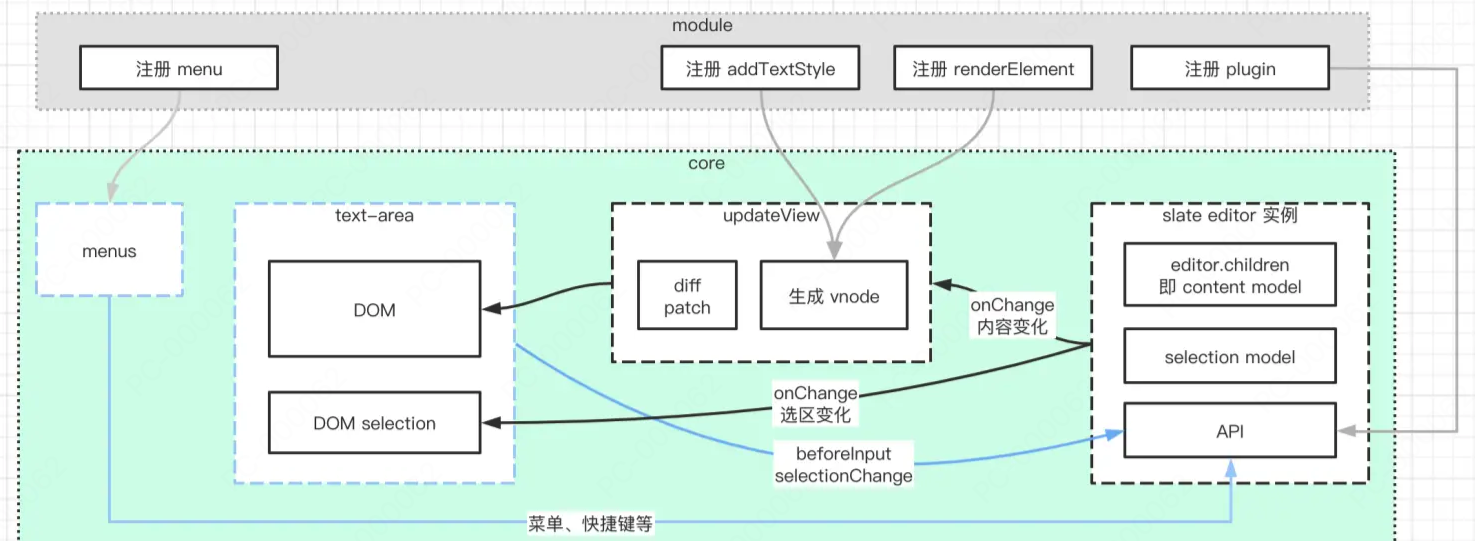 module
注册 menu
注册 addTextStyle
注册 renderElement
注册 plugin
core
menus
text-area
DOM
DOM selection
updateView
diff
patch
生成 vnode
onChange
内容变化
onChange
选区变化
beforeInput
selectionChange
slate editor 实例
editor.children
即 content model
selection model
API
菜单、快捷键等